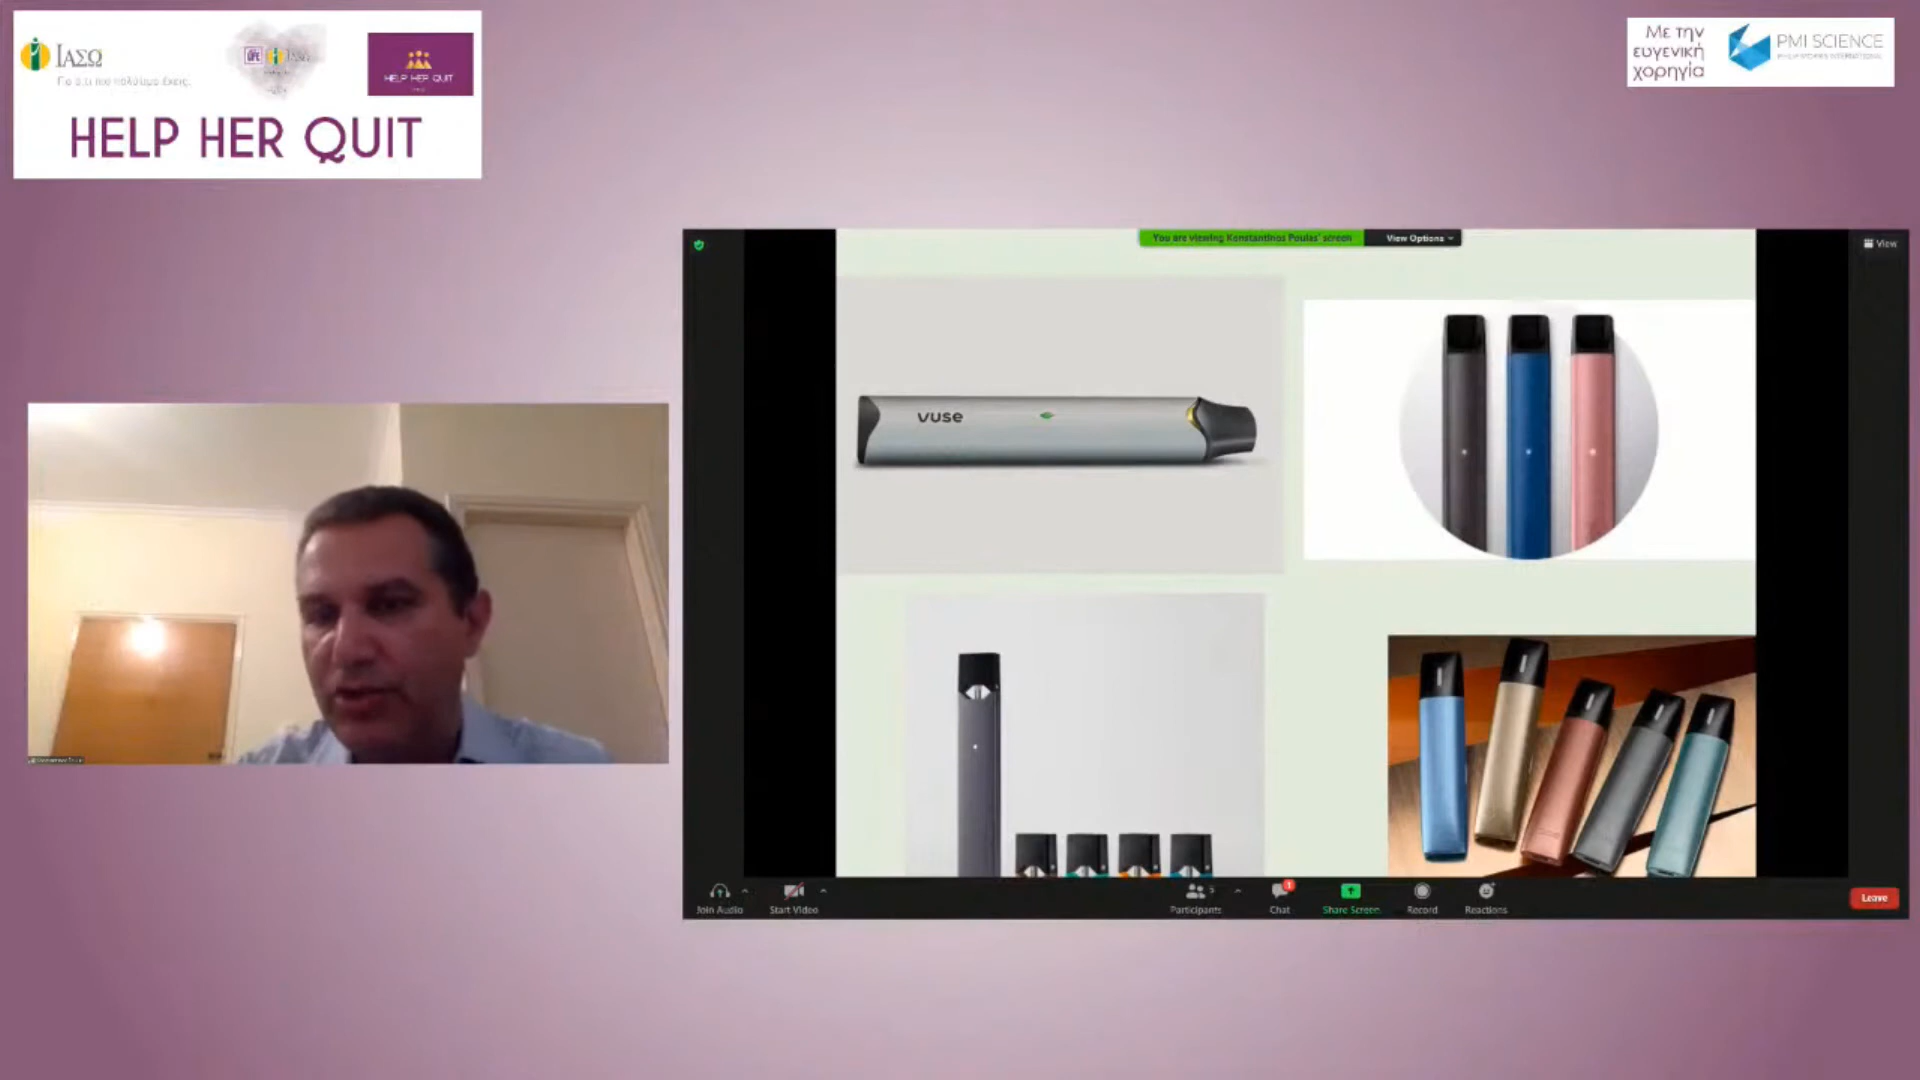 ΙΑΣΩ
Για ό,τι πιο πολύτιμο έχεις.
HELP HER QUIT
HELP HER QUIT
Με την
ευγενική
χορηγία
PMI SCIENCE
PHILIP MORRIS INTERNATIONAL
You are viewing Konstantinos Poulas' screen
View Options
View
vuse
Join Audio
Start Video
Participants
5
Chat
1
Share Screen
Record
Reactions
Leave